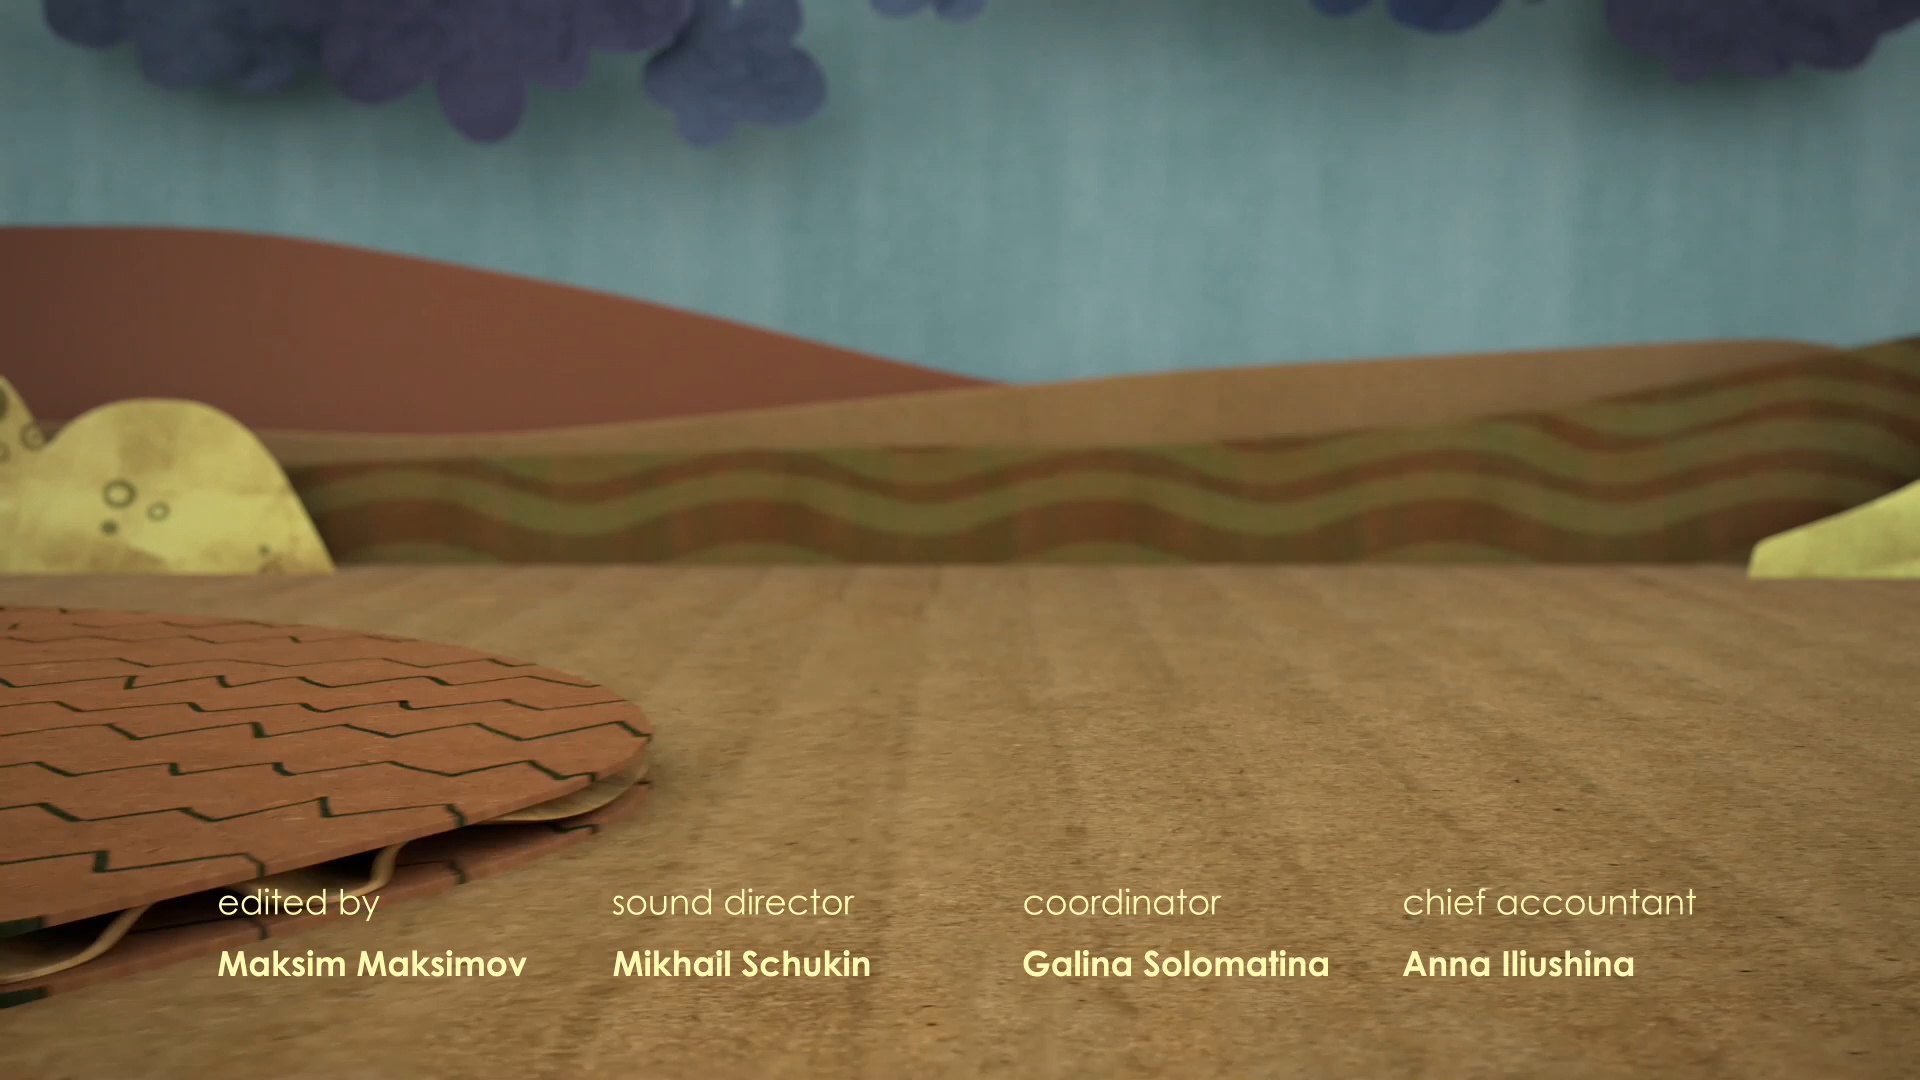 edited by
Maksim Maksimov
sound director
Mikhail Schukin
coordinator
Galina Solomatina
chief accountant
Anna Iliushina